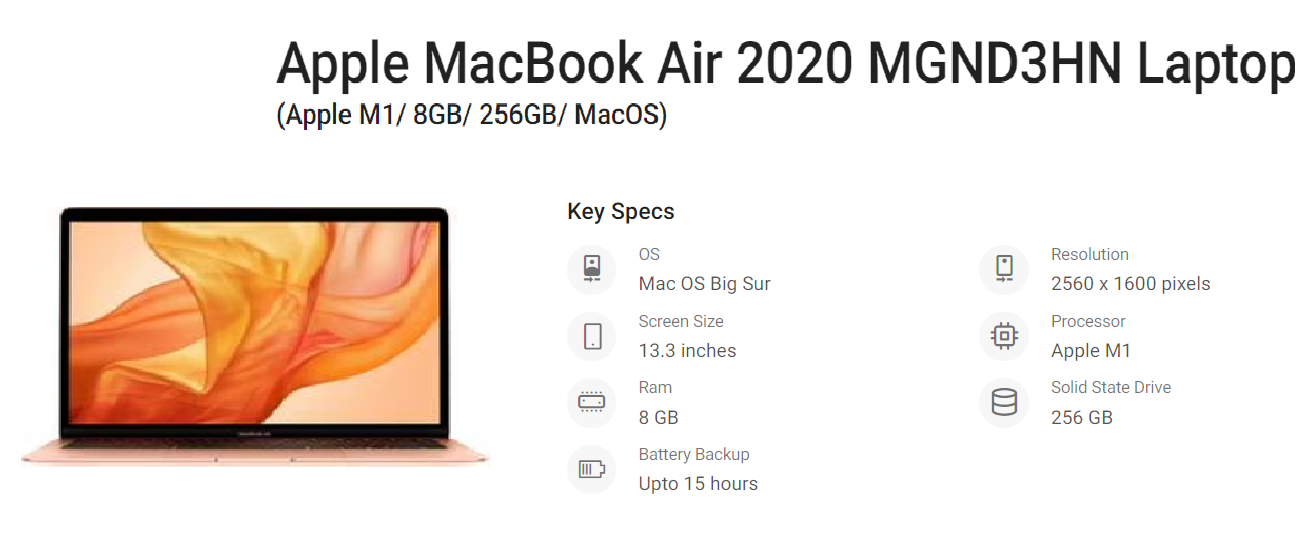 Apple MacBook Air 2020 MGND3HN Laptop
(Apple M1/ 8GB/ 256GB/ MacOS)
Key Specs
OS
Mac OS Big Sur
Resolution
2560 x 1600 pixels
Screen Size
13.3 inches
Processor
Apple M1
Ram
8 GB
Solid State Drive
256 GB
Battery Backup
Upto 15 hours